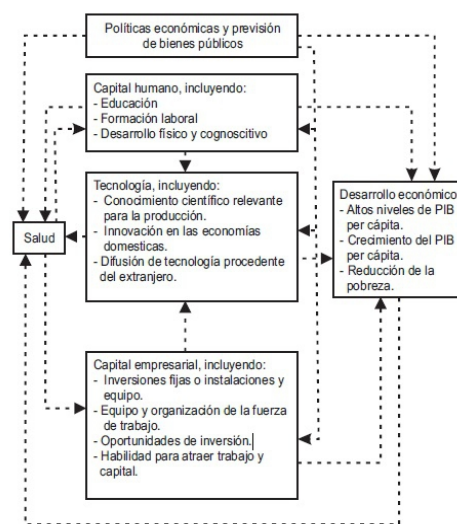 Políticas económicas y previsión
de bienes públicos
Capital humano, incluyendo:
- Educación
- Formación laboral
- Desarrollo físico y cognoscitivo
Tecnología, incluyendo:
- Conocimiento científico relevante
para la producción.
- Innovación en las economías
domesticas.
- Difusión de tecnología procedente
del extranjero.
Salud
Desarrollo económico:
- Altos niveles de PIB
per cápita.
- Crecimiento del PIB
per cápita.
- Reducción de la
pobreza.
Capital empresarial, incluyendo:
- Inversiones fijas o instalaciones y
equipo.
- Equipo y organización de la fuerza
de trabajo.
- Oportunidades de inversión.
- Habilidad para atraer trabajo y
capital.